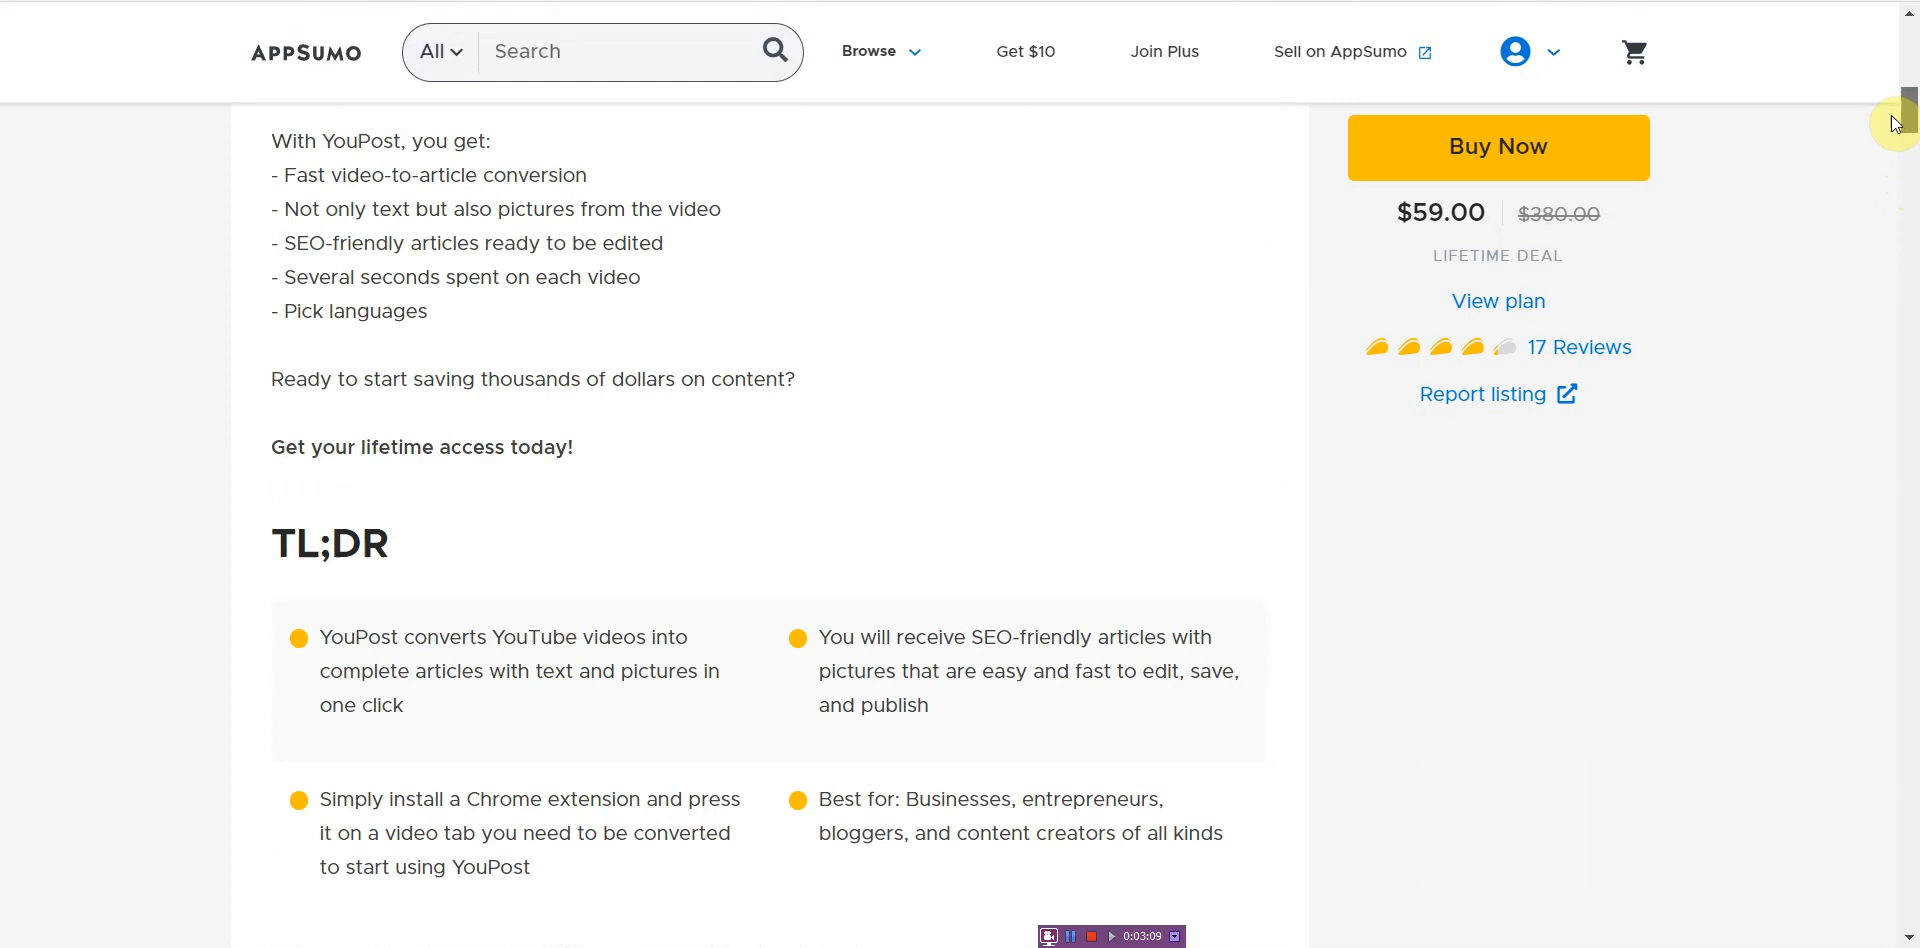 APPSUMO
All
Search
Browse
Get $10
Join Plus
Sell on AppSumo
With YouPost, you get:
- Fast video-to-article conversion
- Not only text but also pictures from the video
- SEO-friendly articles ready to be edited
- Several seconds spent on each video
- Pick languages
Ready to start saving thousands of dollars on content?
Get your lifetime access today!
TL;DR
YouPost converts YouTube videos into
complete articles with text and pictures in
one click
You will receive SEO-friendly articles with
pictures that are easy and fast to edit, save,
and publish
Simply install a Chrome extension and press
it on a video tab you need to be converted
to start using YouPost
Best for: Businesses, entrepreneurs,
bloggers, and content creators of all kinds
Buy Now
$59.00 $380.00
LIFETIME DEAL
View plan
17 Reviews
Report listing
0:03:09